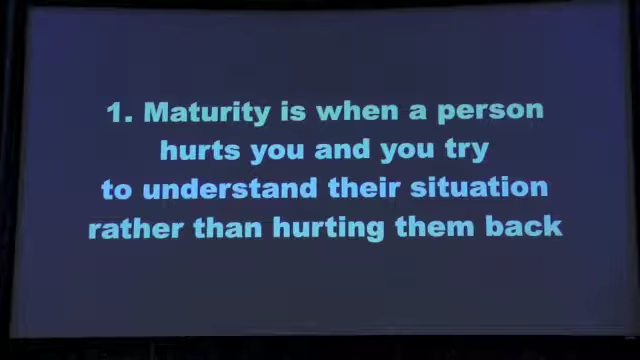 1. Maturity is when a person
hurts you and you try
to understand their situation
rather than hurting them back